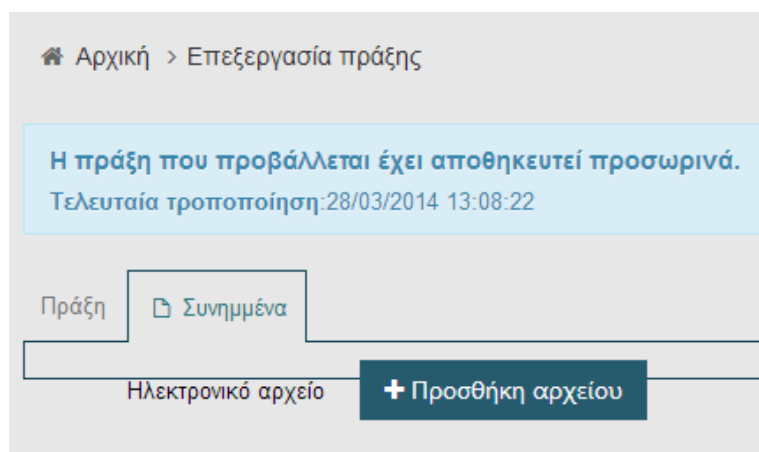 Αρχική > Επεξεργασία πράξης
Η πράξη που προβάλλεται έχει αποθηκευτεί προσωρινά.
Τελευταία τροποποίηση:28/03/2014 13:08:22
Πράξη Συνημμένα
Ηλεκτρονικό αρχείο + Προσθήκη αρχείου